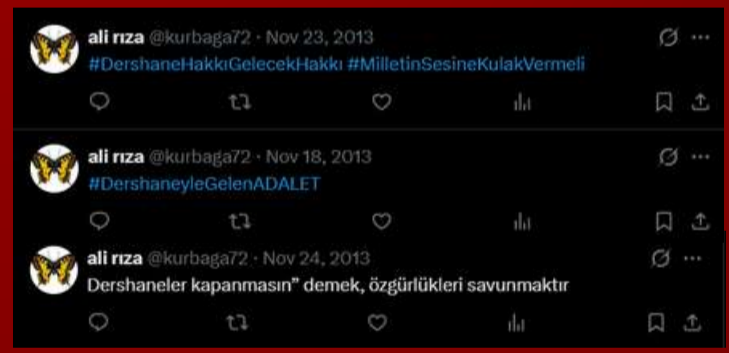 ali rıza @kurbaga72 · Nov 23, 2013
#DershaneHakkıGelecekHakkı #MilletinSesineKulakVermeli
ali rıza @kurbaga72 · Nov 18, 2013
#DershaneyleGelenADALET
ali rıza @kurbaga72 · Nov 24, 2013
Dershaneler kapanmasın” demek, özgürlükleri savunmaktır